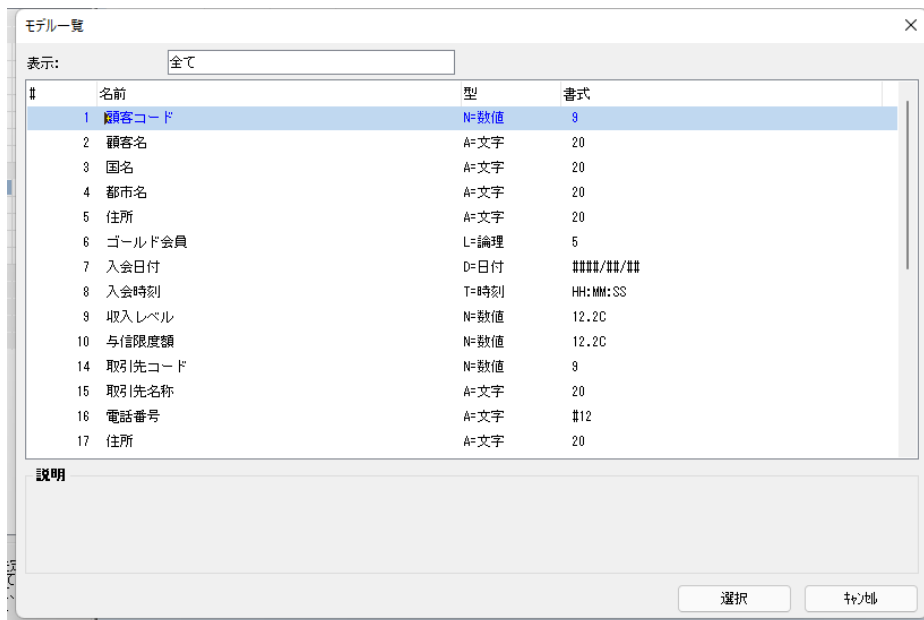 モデル一覧
表示: 全て
# 名前 型 書式
1 顧客コード N=数値 9
2 顧客名 A=文字 20
3 国名 A=文字 20
4 都市名 A=文字 20
5 住所 A=文字 20
6 ゴールド会員 L=論理 5
7 入会日付 D=日付 ####/##/##
8 入会時刻 T=時刻 HH:MM:SS
9 収入レベル N=数値 12.2C
10 与信限度額 N=数値 12.2C
14 取引先コード N=数値 9
15 取引先名称 A=文字 20
16 電話番号 A=文字 #12
17 住所 A=文字 20
説明
選択 ｷｬﾝｾﾙ